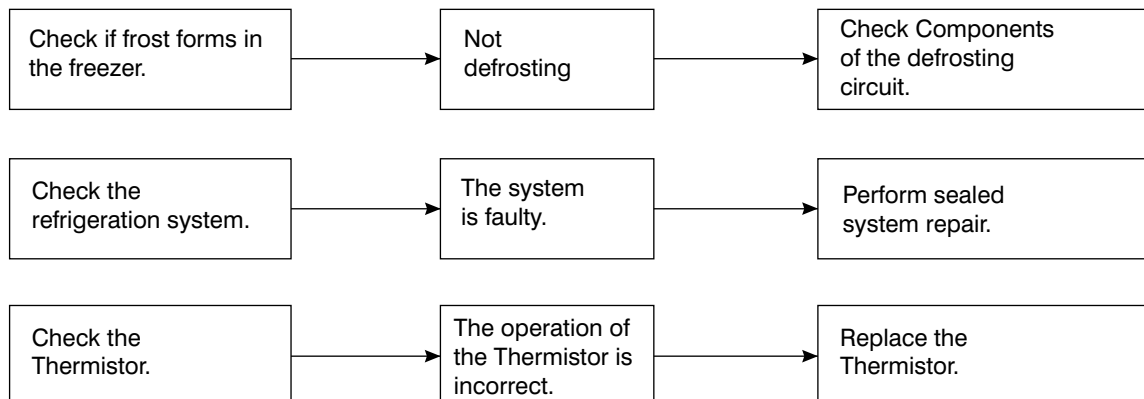 Check if frost forms in
the freezer.
Not
defrosting
Check Components
of the defrosting
circuit.
Check the
refrigeration system.
The system
is faulty.
Perform sealed
system repair.
Check the
Thermistor.
The operation of
the Thermistor is
incorrect.
Replace the
Thermistor.